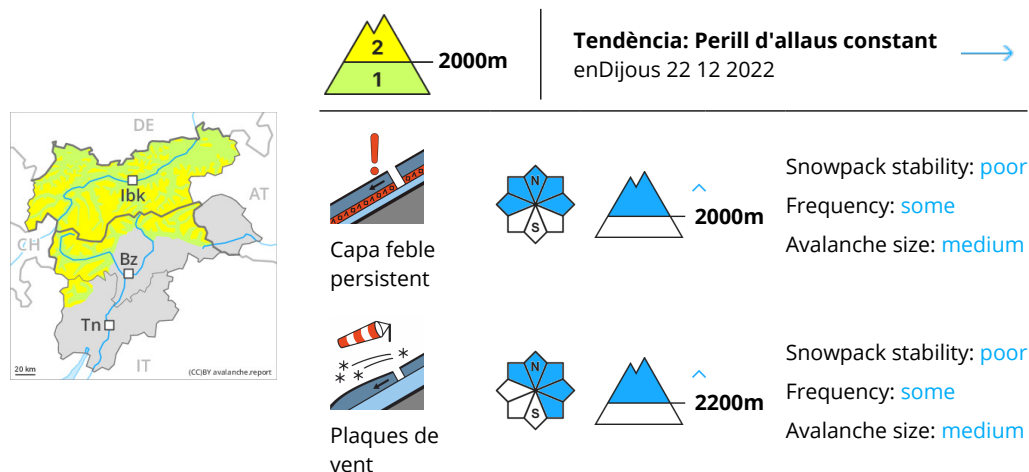 2
1
2000m
Tendència: Perill d'allaus constant
enDijous 22 12 2022
DE
AT
CH
IT
Ibk
Bz
Tn
20 km
(CC)BY avalanche.report
Capa feble
persistent
N
S
2000m
Snowpack stability: poor
Frequency: some
Avalanche size: medium
Plaques de
vent
N
S
2200m
Snowpack stability: poor
Frequency: some
Avalanche size: medium